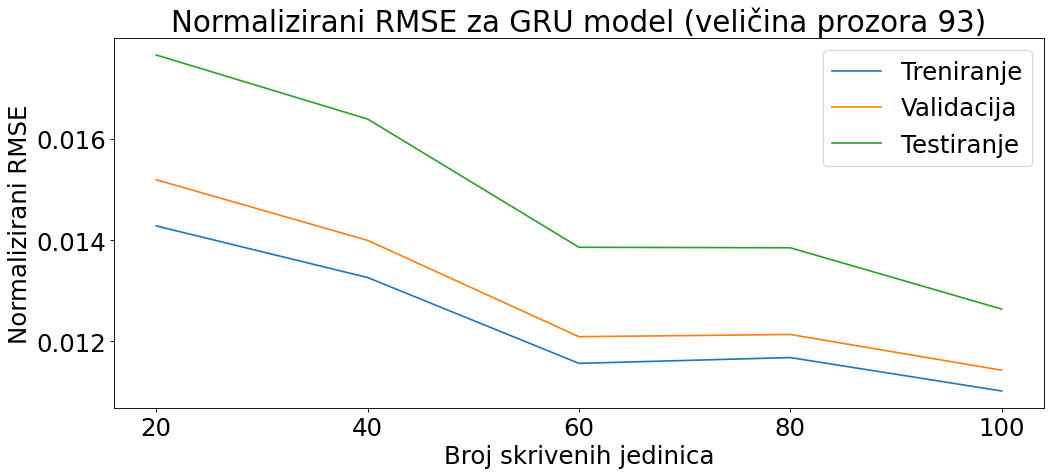 Normalizirani RMSE za GRU model (veličina prozora 93)
Treniranje
Validacija
Testiranje
Normalizirani RMSE
0.016
0.014
0.012
20 40 60 80 100
Broj skrivenih jedinica